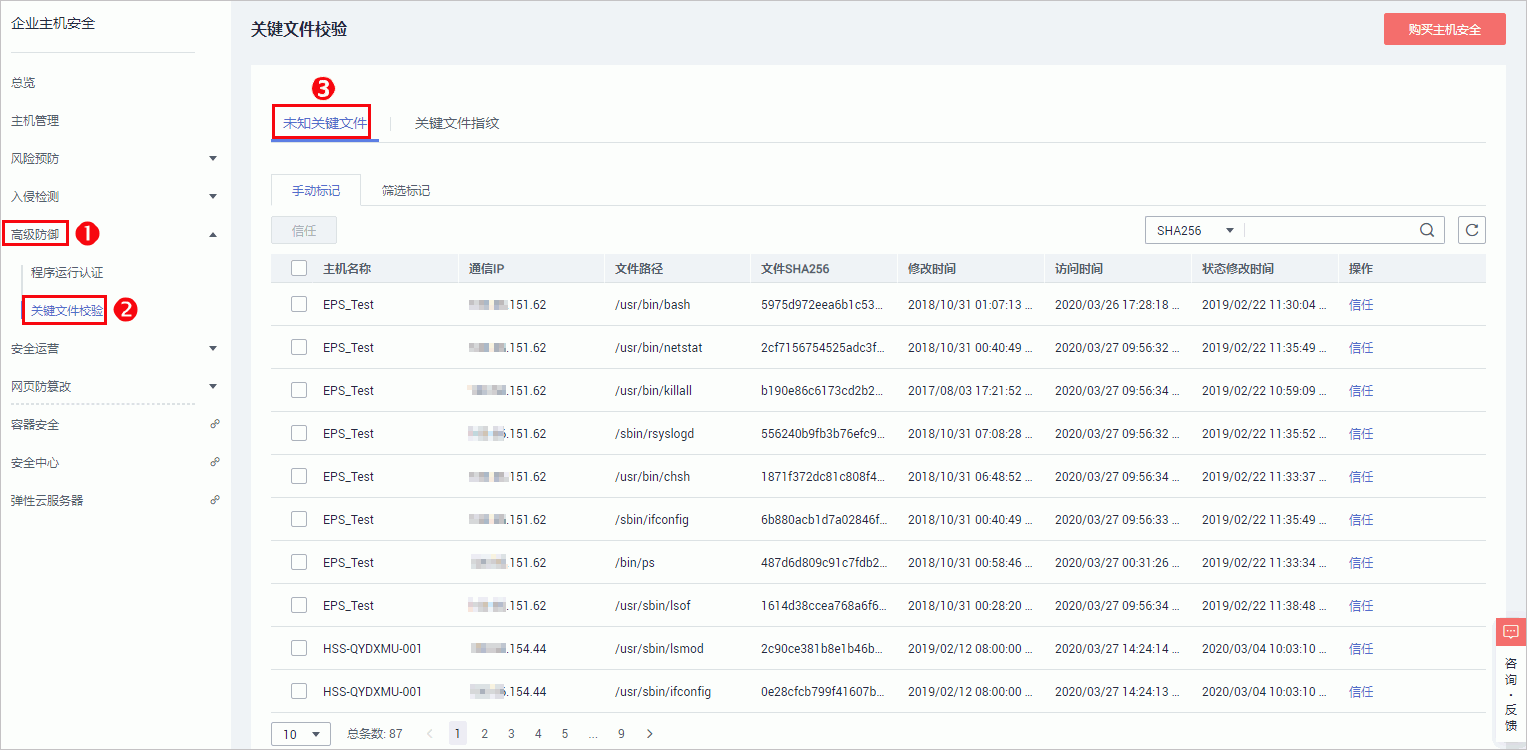 企业主机安全
总览
主机管理
风险预防
入侵检测
高级防御 1
程序运行认证
关键文件校验 2
安全运营
网页防篡改
容器安全
安全中心
弹性云服务器
关键文件校验 购买主机安全
3
未知关键文件 关键文件指纹
手动标记 筛选标记
信任 SHA256
主机名称 通信IP 文件路径 文件SHA256 修改时间 访问时间 状态修改时间 操作
EPS_Test .151.62 /usr/bin/bash 5975d972eea6b1c53... 2018/10/31 01:07:13 ... 2020/03/26 17:28:18 ... 2019/02/22 11:30:04 ... 信任
EPS_Test .151.62 /usr/bin/netstat 2cf7156754525adc3f... 2018/10/31 00:40:49 ... 2020/03/27 09:56:32 ... 2019/02/22 11:35:49 ... 信任
EPS_Test .151.62 /usr/bin/killall b190e86c6173cd2b2... 2017/08/03 17:21:52 ... 2020/03/27 09:56:34 ... 2019/02/22 10:59:09 ... 信任
EPS_Test .151.62 /sbin/rsyslogd 556240b9fb3b76efc9... 2018/10/31 07:08:28 ... 2020/03/27 09:56:32 ... 2019/02/22 11:35:52 ... 信任
EPS_Test .151.62 /usr/bin/chsh 1871f372dc81c808f4... 2018/10/31 06:48:52 ... 2020/03/27 09:56:34 ... 2019/02/22 11:33:37 ... 信任
EPS_Test .151.62 /sbin/ifconfig 6b880acb1d7a02846f... 2018/10/31 00:40:49 ... 2020/03/27 09:56:33 ... 2019/02/22 11:35:49 ... 信任
EPS_Test .151.62 /bin/ps 487d6d809c91c7fdb2... 2018/10/31 00:58:46 ... 2020/03/27 00:31:26 ... 2019/02/22 11:33:34 ... 信任
EPS_Test .151.62 /usr/sbin/lsof 1614d38ccea768a6f6... 2018/10/31 00:28:20 ... 2020/03/27 09:56:34 ... 2019/02/22 11:38:48 ... 信任
HSS-QYDXMU-001 .154.44 /usr/sbin/lsmod 2c90ce381b8e1b46b... 2019/02/12 08:00:00 ... 2020/03/27 14:24:14 ... 2020/03/04 10:03:10 ... 信任
HSS-QYDXMU-001 .154.44 /usr/sbin/ifconfig 0e28cfcb799f41607b... 2019/02/12 08:00:00 ... 2020/03/27 14:24:13 ... 2020/03/04 10:03:10 ... 信任
10 总条数: 87 < 1 2 3 4 5 ... 9 >
咨询·反馈